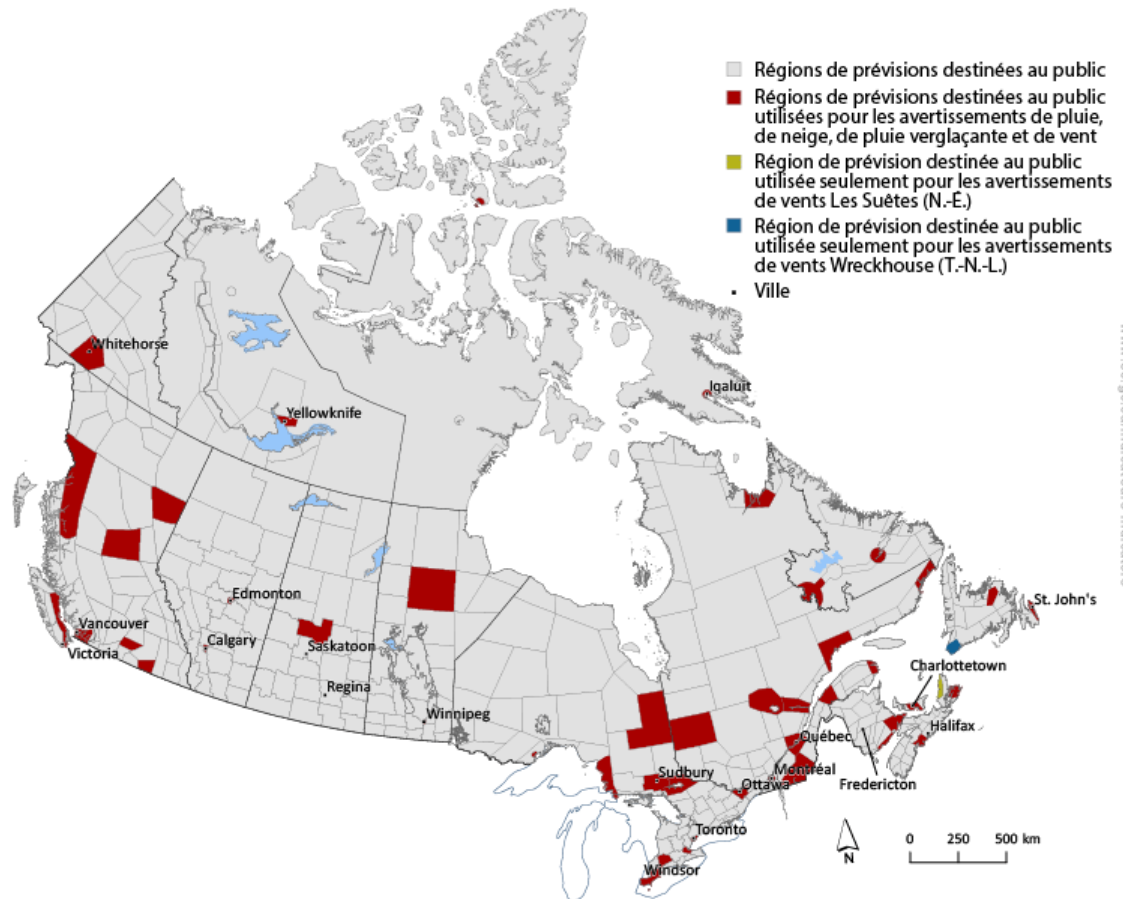 Régions de prévisions destinées au public
Régions de prévisions destinées au public
utilisées pour les avertissements de pluie,
de neige, de pluie verglaçante et de vent
Région de prévision destinée au public
utilisée seulement pour les avertissements
de vents Les Suêtes (N.-É.)
Région de prévision destinée au public
utilisée seulement pour les avertissements
de vents Wreckhouse (T.-N.-L.)
Ville
Whitehorse
Iqaluit
Yellowknife
Edmonton
St. John's
Vancouver
Calgary
Saskatoon
Victoria
Charlottetown
Regina
Winnipeg
Halifax
Québec
Sudbury
Montréal
Ottawa
Fredericton
Toronto
0 250 500 km
N
Windsor